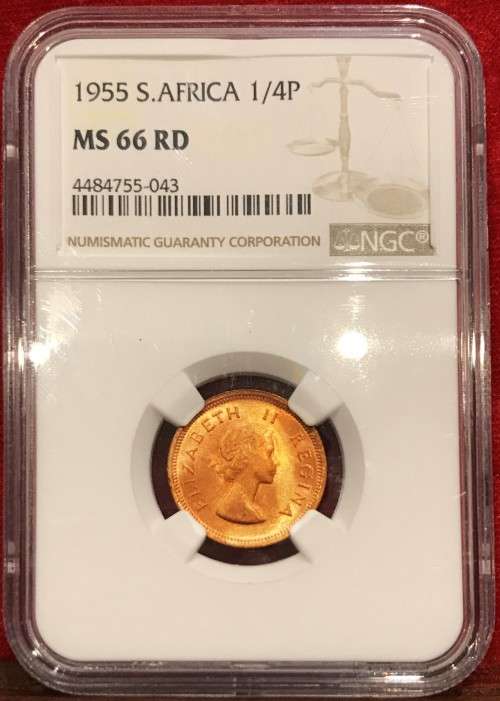 1955 S.AFRICA 1/4P
MS 66 RD
4484755-043
NUMISMATIC GUARANTY CORPORATION
NGC®
ELIZABETH II REGINA